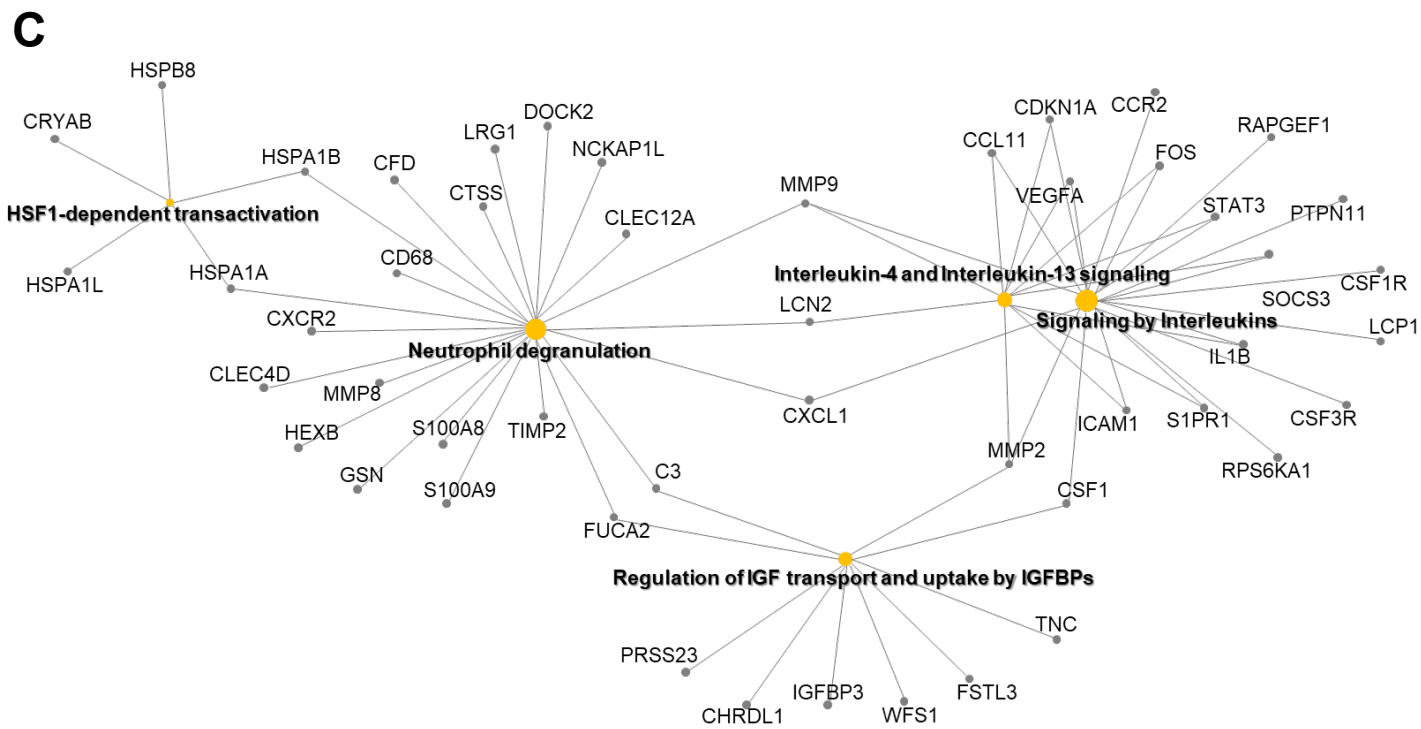 C
HSPB8
CRYAB
HSPA1B
HSF1-dependent transactivation
HSPA1L
HSPA1A
CFD
LRG1
DOCK2
NCKAP1L
CTSS
CLEC12A
CD68
CXCR2
Neutrophil degranulation
CLEC4D
MMP8
HEXB
S100A8
TIMP2
GSN
S100A9
C3
FUCA2
MMP9
LCN2
CXCL1
CDKN1A
CCR2
CCL11
FOS
RAPGEF1
VEGFA
STAT3
PTPN11
Interleukin-4 and Interleukin-13 signaling
CSF1R
SOCS3
Signaling by Interleukins
LCP1
IL1B
ICAM1
S1PR1
CSF3R
MMP2
RPS6KA1
CSF1
Regulation of IGF transport and uptake by IGFBPs
TNC
PRSS23
IGFBP3
FSTL3
CHRDL1
WFS1